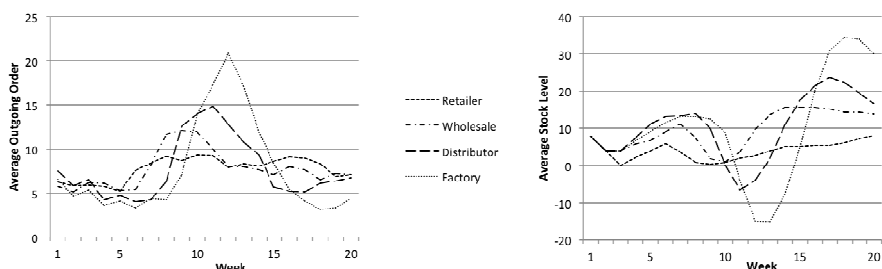 25
20
15
10
5
0
Average Outgoing Order
1
5
10
15
20
Week
Retailer
Wholesale
Distributor
Factory
40
30
20
10
0
-10
-20
Average Stock Level
1
5
10
15
20
Week